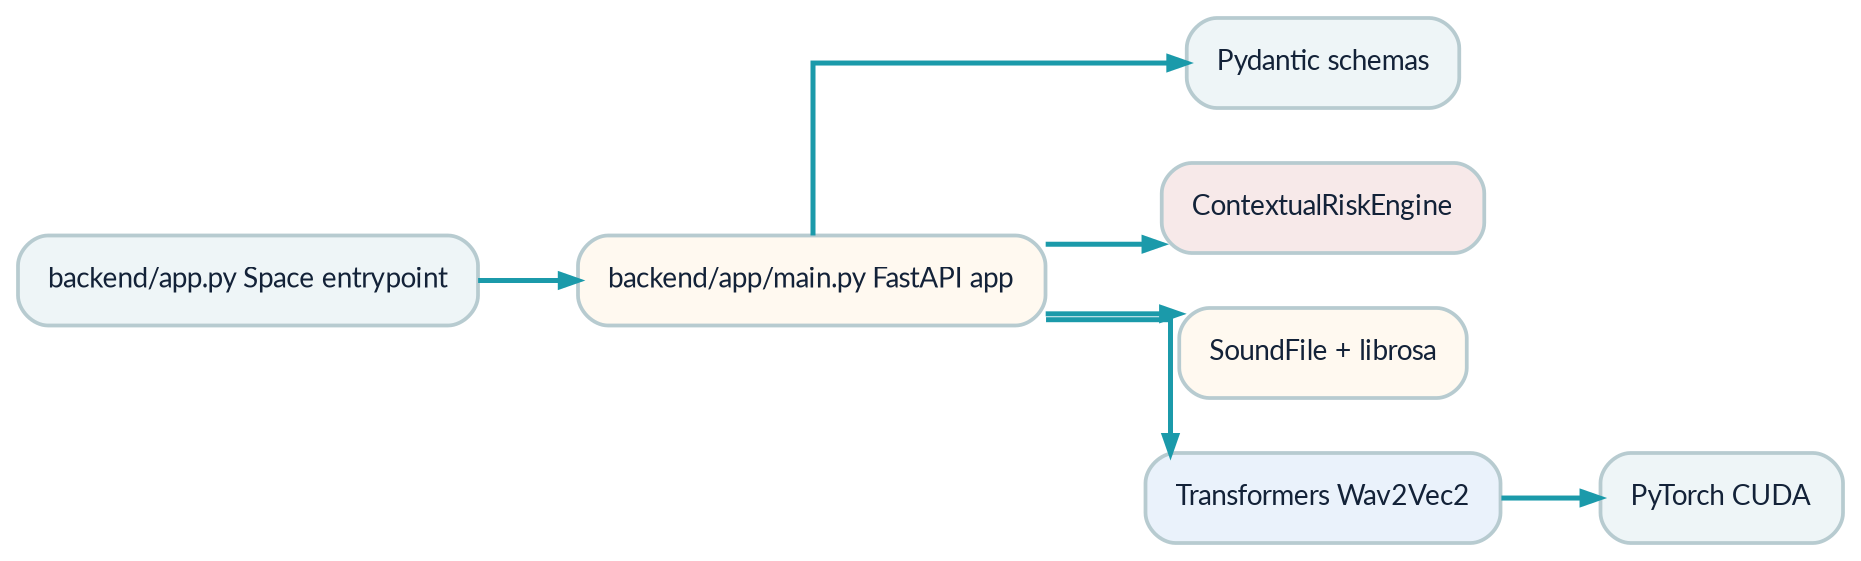 Pydantic schemas
ContextualRiskEngine
backend/app.py Space entrypoint
backend/app/main.py FastAPI app
SoundFile + librosa
Transformers Wav2Vec2
PyTorch CUDA